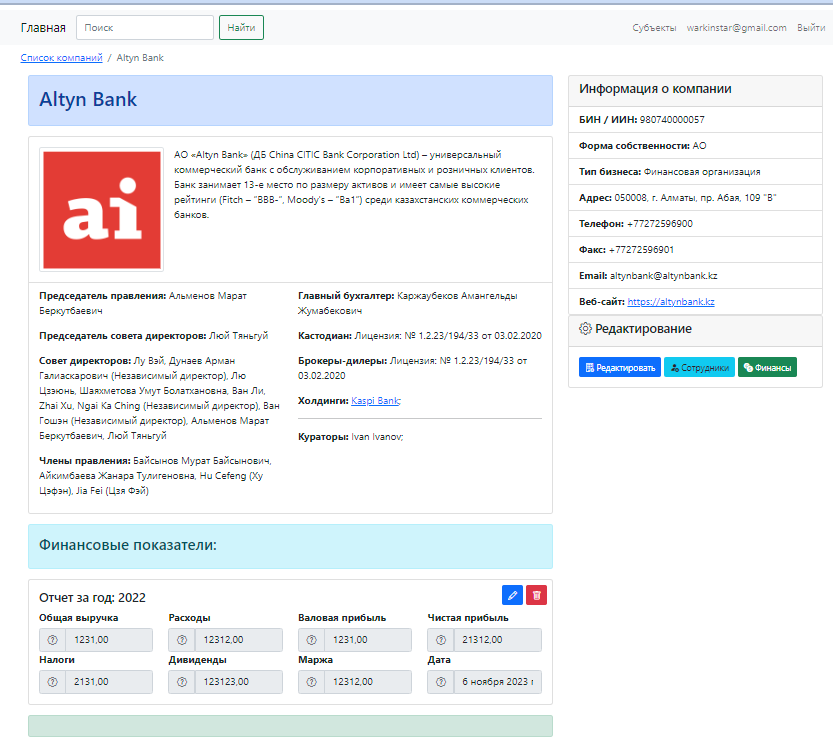 Главная
Поиск
Найти
Субъекты
warkinstar@gmail.com
Выйти
Список компаний / Altyn Bank
Altyn Bank
ai
АО «Altyn Bank» (ДБ China CITIC Bank Corporation Ltd) – универсальный
коммерческий банк с обслуживанием корпоративных и розничных клиентов.
Банк занимает 13-е место по размеру активов и имеет самые высокие
рейтинги (Fitch – "BBB-", Moody's – "Ba1") среди казахстанских коммерческих
банков.
Председатель правления: Альменов Марат
Беркутбаевич
Председатель совета директоров: Люй Тяньгуй
Совет директоров: Лу Вэй, Дунаев Арман
Галиаскарович (Независимый директор), Лю
Цзэюнь, Шаяхметова Умут Болатхановна, Ван Ли,
Zhai Xu, Ngai Ka Ching (Независимый директор), Ван
Гошэн (Независимый директор), Альменов Марат
Беркутбаевич, Люй Тяньгуй
Члены правления: Байсынов Мурат Байсынович,
Айкимбаева Жанара Тулигеновна, Hu Cefeng (Ху
Цэфэн), Jia Fei (Цзя Фэй)
Главный бухгалтер: Каржаубеков Амангельды
Жумабекович
Кастодиан: Лицензия: № 1.2.23/194/33 от 03.02.2020
Брокеры-дилеры: Лицензия: № 1.2.23/194/33 от
03.02.2020
Холдинги: Kaspi Bank;
Кураторы: Ivan Ivanov;
Финансовые показатели:
Отчет за год: 2022
Общая выручка
Расходы
Валовая прибыль
Чистая прибыль
1231,00
12312,00
1231,00
21312,00
Налоги
Дивиденды
Маржа
Дата
2131,00
123123,00
12312,00
6 ноября 2023 г
Информация о компании
БИН / ИИН: 980740000057
Форма собственности: АО
Тип бизнеса: Финансовая организация
Адрес: 050008, г. Алматы, пр. Абая, 109 "В"
Телефон: +77272596900
Факс: +77272596901
Email: altynbank@altynbank.kz
Веб-сайт: https://altynbank.kz
Редактирование
Редактировать
Сотрудники
Финансы